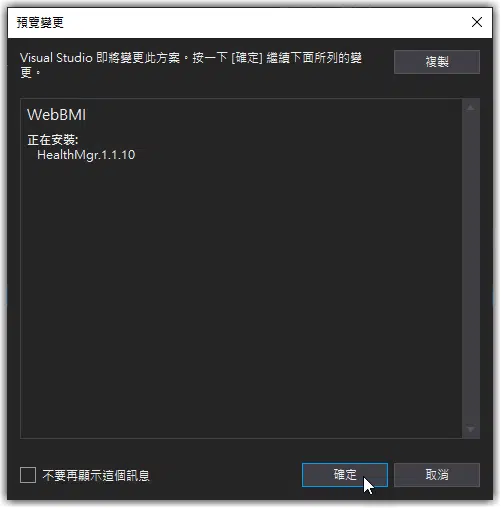 預覽變更
Visual Studio 即將變更此方案。按一下 [確定] 繼續下面所列的變
更。
複製
WebBMI
正在安裝:
HealthMgr.1.1.10
不要再顯示這個訊息
確定
取消